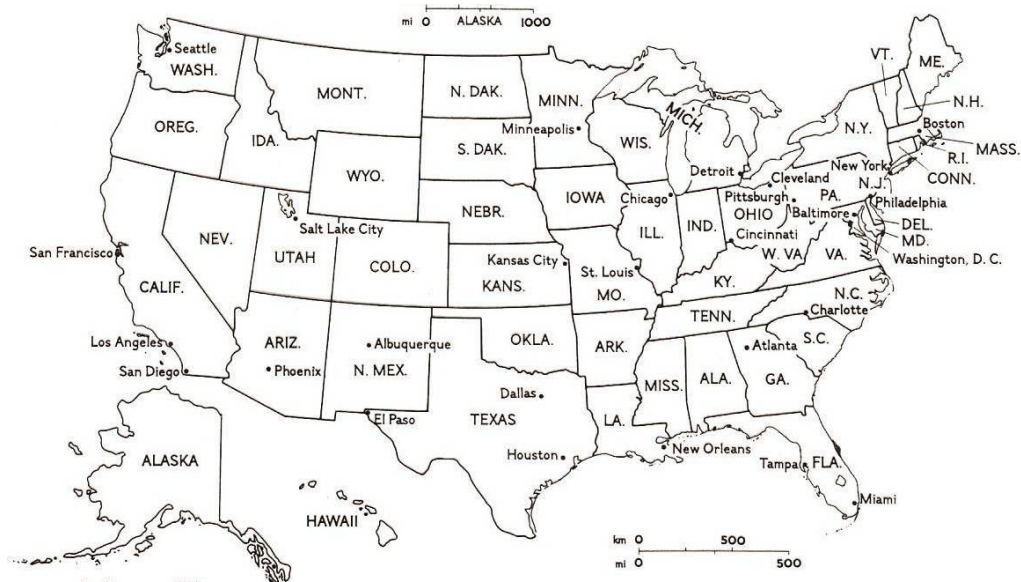 mi 0 ALASKA 1000
Seattle
WASH.
OREG.
IDA.
MONT.
WYO.
N. DAK.
S. DAK.
NEBR.
MINN.
Minneapolis
WIS.
MICH.
IOWA
Chicago
Detroit
ILL.
IND.
OHIO
Cleveland
Pittsburgh
PA.
N.Y.
New York
N.J.
VT.
ME.
N.H.
Boston
MASS.
R.I.
CONN.
Philadelphia
DEL.
MD.
Washington, D. C.
Baltimore
Cincinnati
W. VA
VA.
San Francisco
NEV.
CALIF.
Salt Lake City
UTAH
COLO.
Kansas City
KANS.
St. Louis
MO.
KY.
N.C.
Charlotte
TENN.
S.C.
Los Angeles
San Diego
ARIZ.
Phoenix
Albuquerque
N. MEX.
El Paso
OKLA.
ARK.
Dallas
TEXAS
Houston
LA.
MISS.
ALA.
Atlanta
GA.
New Orleans
Tampa
FLA.
Miami
ALASKA
HAWAII
km 0 500
mi 0 500